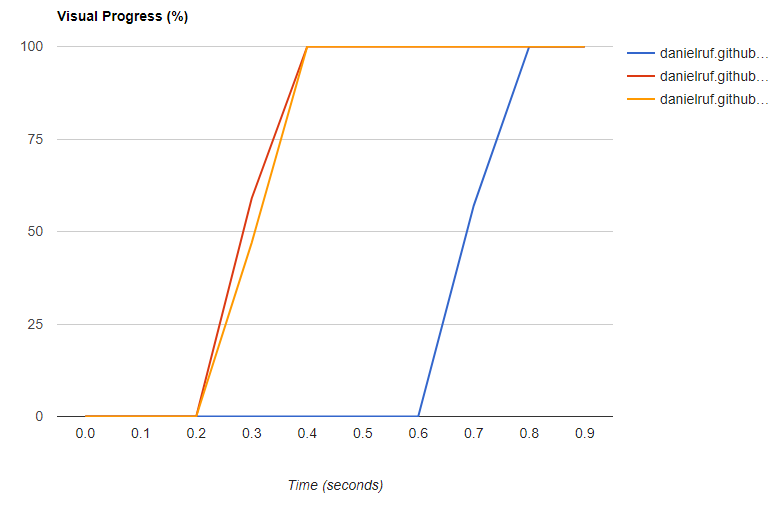 Visual Progress (%)
100
75
50
25
0
0.0 0.1 0.2 0.3 0.4 0.5 0.6 0.7 0.8 0.9
Time (seconds)
danielruf.github...
danielruf.github...
danielruf.github...